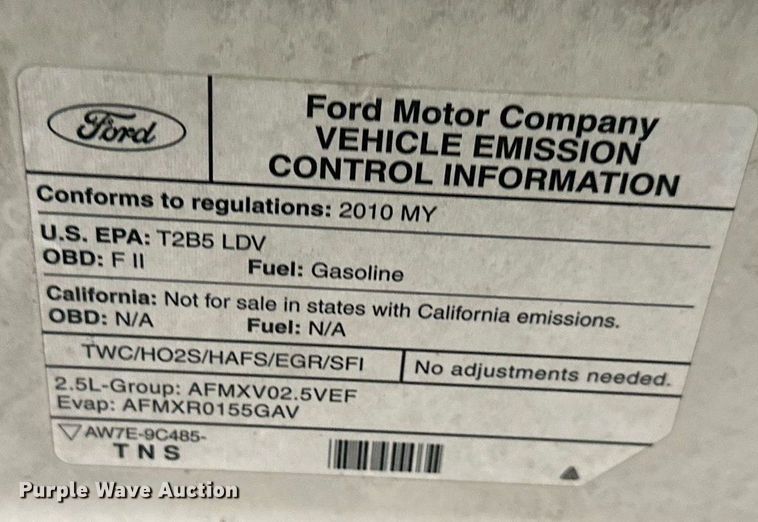 Ford
Ford Motor Company
VEHICLE EMISSION
CONTROL INFORMATION
Conforms to regulations: 2010 MY
U.S. EPA: T2B5 LDV
OBD: F II Fuel: Gasoline
California: Not for sale in states with California emissions.
OBD: N/A Fuel: N/A
TWC/HO2S/HAFS/EGR/SFI No adjustments needed.
2.5L-Group: AFMXV02.5VEF
Evap: AFMXR0155GAV
AW7E-9C485-
T N S
Purple Wave Auction